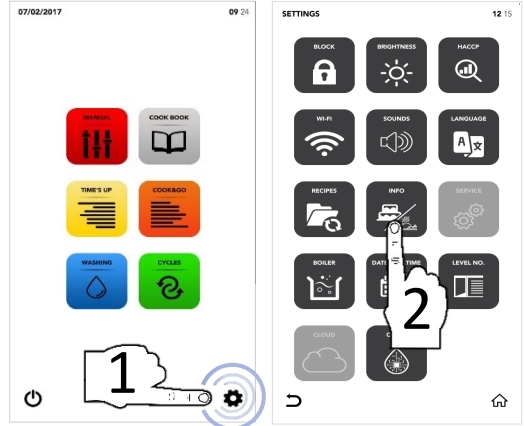 07/02/2017 09 24
MANUAL COOK BOOK
TIME'S UP COOK&GO
WASHING CYCLES
1
SETTINGS 12 15
BLOCK BRIGHTNESS HACCP
WI-FI SOUNDS LANGUAGE
A
RECIPES INFO SERVICE
BOILER DATE TIME LEVEL NO.
CLOUD
2